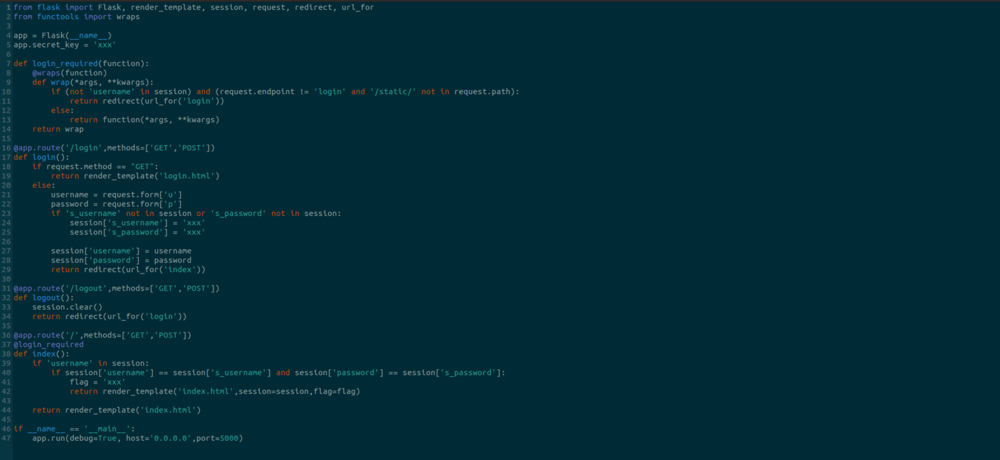 1 from flask import Flask, render_template, session, request, redirect, url_for
2 from functools import wraps
3
4 app = Flask(__name__)
5 app.secret_key = 'xxx'
6
7 def login_required(function):
8     @wraps(function)
9     def wrap(*args, **kwargs):
10         if (not 'username' in session) and (request.endpoint != 'login' and '/static/' not in request.path):
11             return redirect(url_for('login'))
12         else:
13             return function(*args, **kwargs)
14     return wrap
15
16 @app.route('/login',methods=['GET','POST'])
17 def login():
18     if request.method == "GET":
19         return render_template('login.html')
20     else:
21         username = request.form['u']
22         password = request.form['p']
23         if 's_username' not in session or 's_password' not in session:
24             session['s_username'] = 'xxx'
25             session['s_password'] = 'xxx'
26
27         session['username'] = username
28         session['password'] = password
29         return redirect(url_for('index'))
30
31 @app.route('/logout',methods=['GET','POST'])
32 def logout():
33     session.clear()
34     return redirect(url_for('login'))
35
36 @app.route('/',methods=['GET','POST'])
37 @login_required
38 def index():
39     if 'username' in session:
40         if session['username'] == session['s_username'] and session['password'] == session['s_password']:
41             flag = 'xxx'
42             return render_template('index.html',session=session,flag=flag)
43
44     return render_template('index.html')
45
46 if __name__ == '__main__':
47     app.run(debug=True, host='0.0.0.0',port=5000)